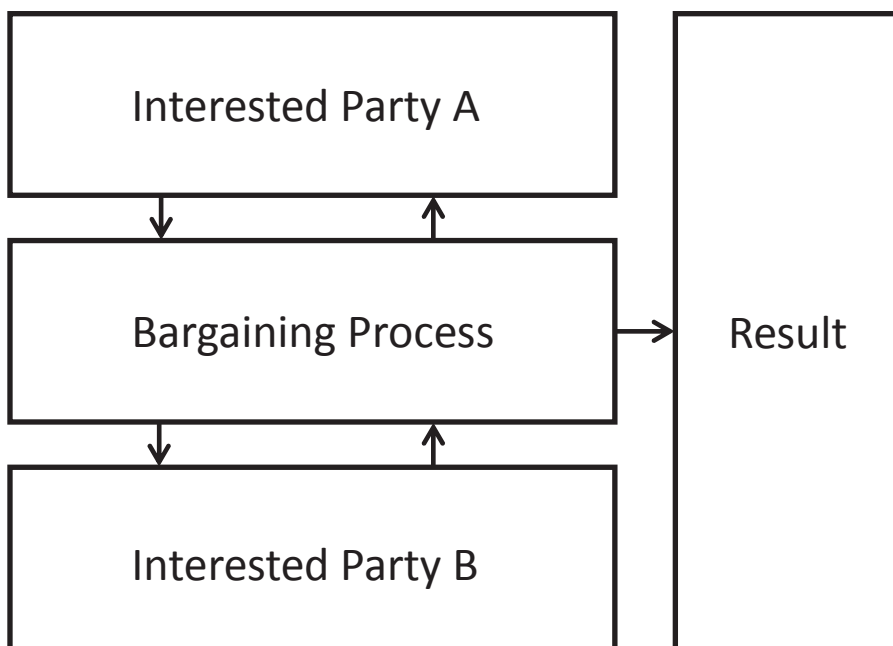 Interested Party A
Bargaining Process
Result
Interested Party B